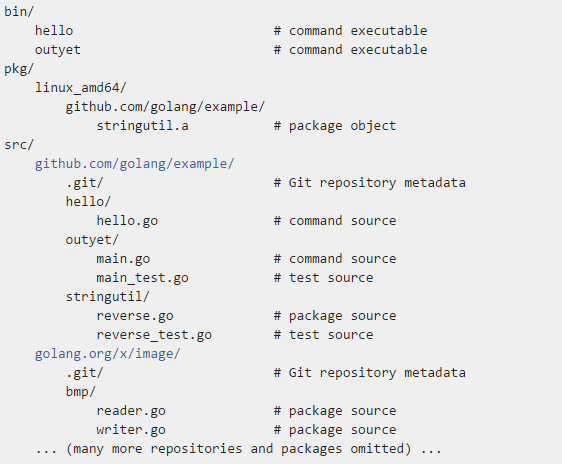 bin/
    hello                          # command executable
    outyet                         # command executable
pkg/
    linux_amd64/
        github.com/golang/example/
            stringutil.a           # package object
src/
    github.com/golang/example/
        .git/                      # Git repository metadata
        hello/
            hello.go               # command source
        outyet/
            main.go                # command source
            main_test.go           # test source
        stringutil/
            reverse.go             # package source
            reverse_test.go        # test source
    golang.org/x/image/
        .git/                      # Git repository metadata
        bmp/
            reader.go              # package source
            writer.go              # package source
    ... (many more repositories and packages omitted) ...